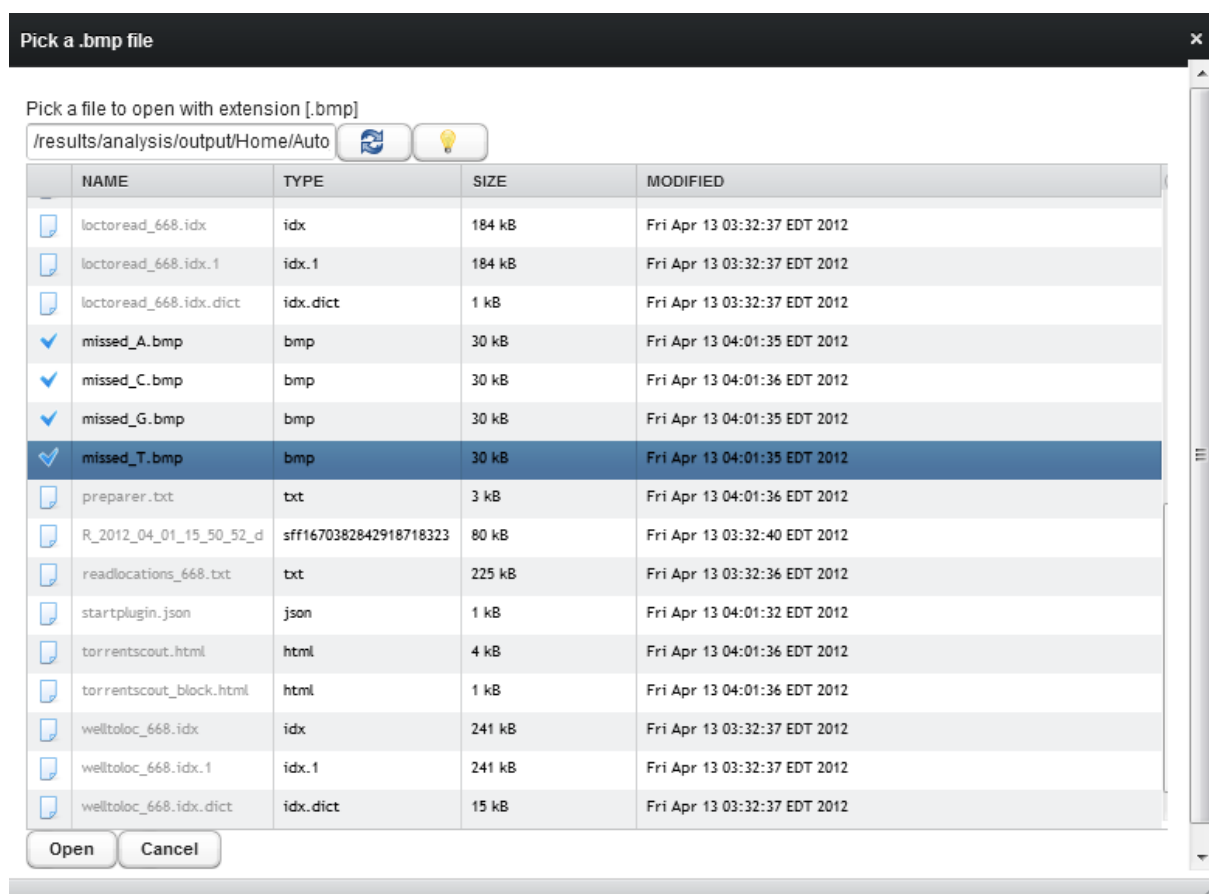 Pick a .bmp file
Pick a file to open with extension [.bmp]
/results/analysis/output/Home/Auto
NAME TYPE SIZE MODIFIED
loctoread_668.idx idx 184 kB Fri Apr 13 03:32:37 EDT 2012
loctoread_668.idx.1 idx.1 184 kB Fri Apr 13 03:32:37 EDT 2012
loctoread_668.idx.dict idx.dict 1 kB Fri Apr 13 03:32:37 EDT 2012
missed_A.bmp bmp 30 kB Fri Apr 13 04:01:35 EDT 2012
missed_C.bmp bmp 30 kB Fri Apr 13 04:01:36 EDT 2012
missed_G.bmp bmp 30 kB Fri Apr 13 04:01:35 EDT 2012
missed_T.bmp bmp 30 kB Fri Apr 13 04:01:35 EDT 2012
preparer.txt txt 3 kB Fri Apr 13 04:01:36 EDT 2012
R_2012_04_01_15_50_52_d sff1670382842918718323 80 kB Fri Apr 13 03:32:40 EDT 2012
readlocations_668.txt txt 225 kB Fri Apr 13 03:32:36 EDT 2012
startplugin.json json 1 kB Fri Apr 13 04:01:32 EDT 2012
torrentscout.html html 4 kB Fri Apr 13 04:01:36 EDT 2012
torrentscout_block.html html 1 kB Fri Apr 13 04:01:36 EDT 2012
welltoloc_668.idx idx 241 kB Fri Apr 13 03:32:37 EDT 2012
welltoloc_668.idx.1 idx.1 241 kB Fri Apr 13 03:32:37 EDT 2012
welltoloc_668.idx.dict idx.dict 15 kB Fri Apr 13 03:32:37 EDT 2012
Open Cancel